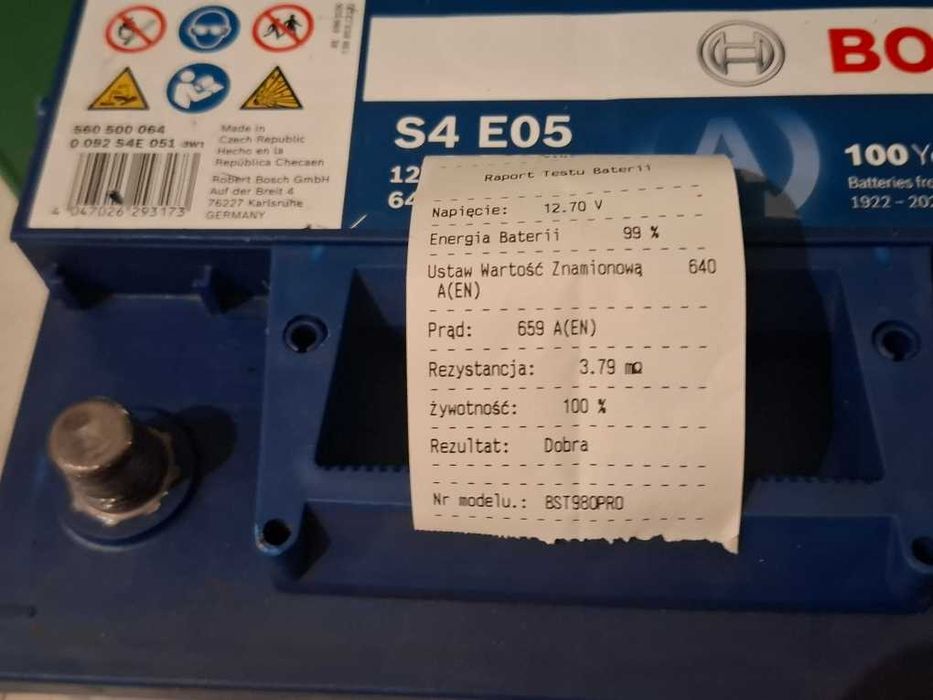 560 500 064
0 092 S4E 051
Made in
Czech Republic
Hecho en la
República Checaen
Robert Bosch GmbH
Auf der Breit 4
76227 Karlsruhe
GERMANY
4 047026 293173
BO
S4 E05
12
64
100 Y
Batteries fre
1922 – 202
Raport Testu Baterii
Napięcie: 12.70 V
Energia Baterii 99 %
Ustaw Wartość Znamionową 640
A(EN)
Prąd: 659 A(EN)
Rezystancja: 3.79 mΩ
Żywotność: 100 %
Rezultat: Dobra
Nr modelu.: BST980PRO